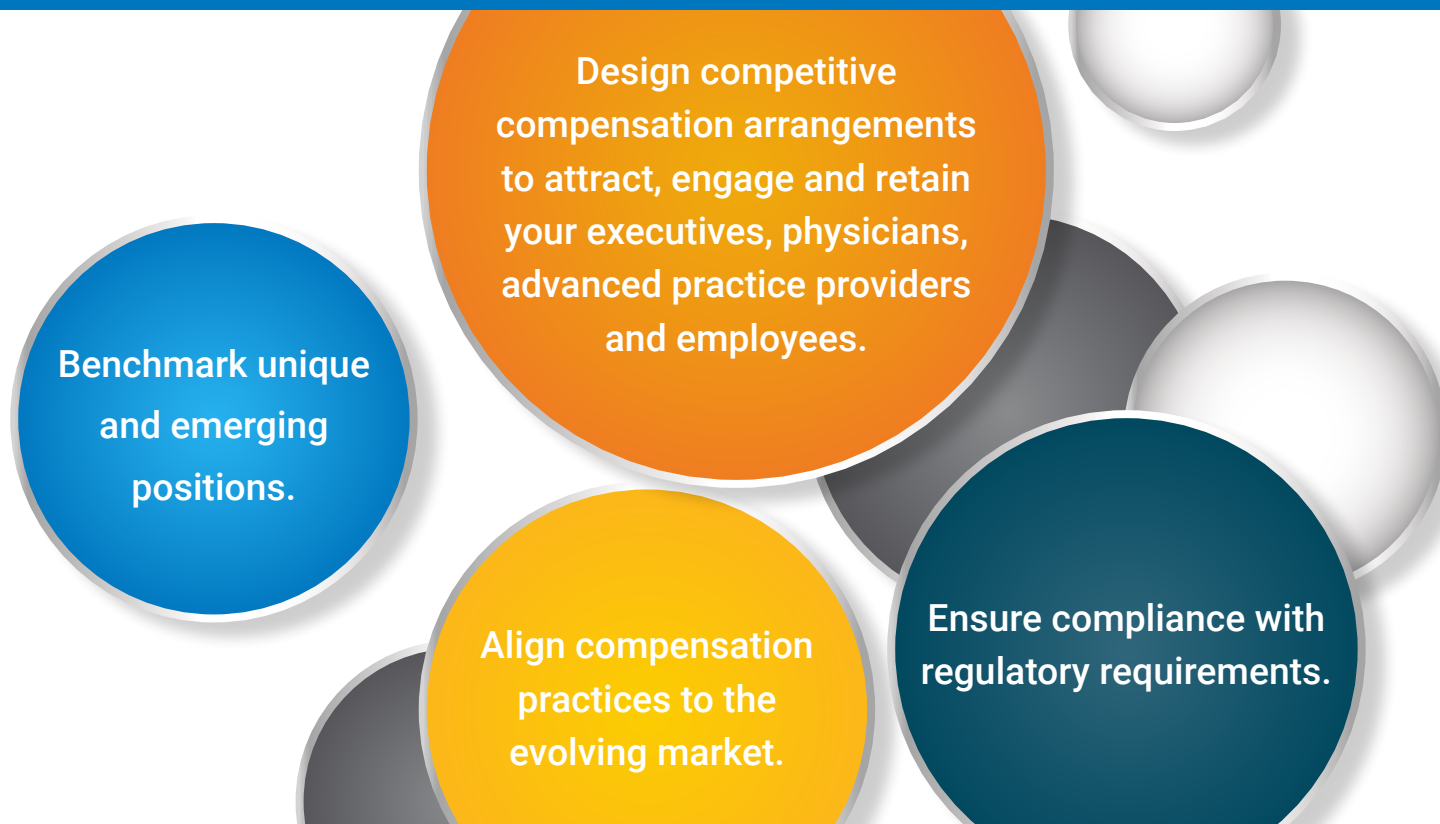 Design competitive
compensation arrangements
to attract, engage and retain
your executives, physicians,
advanced practice providers
and employees.
Benchmark unique
and emerging
positions.
Align compensation
practices to the
evolving market.
Ensure compliance with
regulatory requirements.